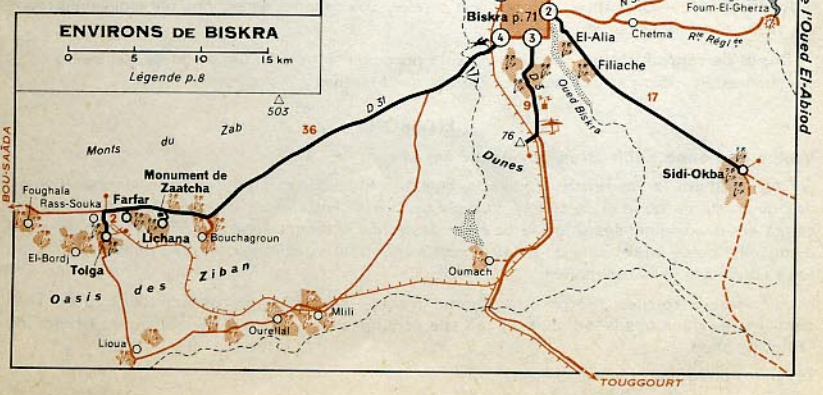 ENVIRONS DE BISKRA
0 5 10 15 km
Légende p.8
503
Biskra p.71
2
4
3
Foum-El-Gherza
Chetma
Rte Régiée
El-Alia
Filiache
l'Oued El-Abiod
D 31
D 3
9
Oued Biskra
17
36
76
Dunes
Sidi-Okba
Monts du Zab
BOU-SAÂDA
Foughala
Rass-Souka
Farfar
Monument de
Zaatcha
2
Lichana
Bouchagroun
El-Bordj
Tolga
Oasis des Ziban
Oumach
Mlili
Ourellal
Lioua
TOUGGOURT